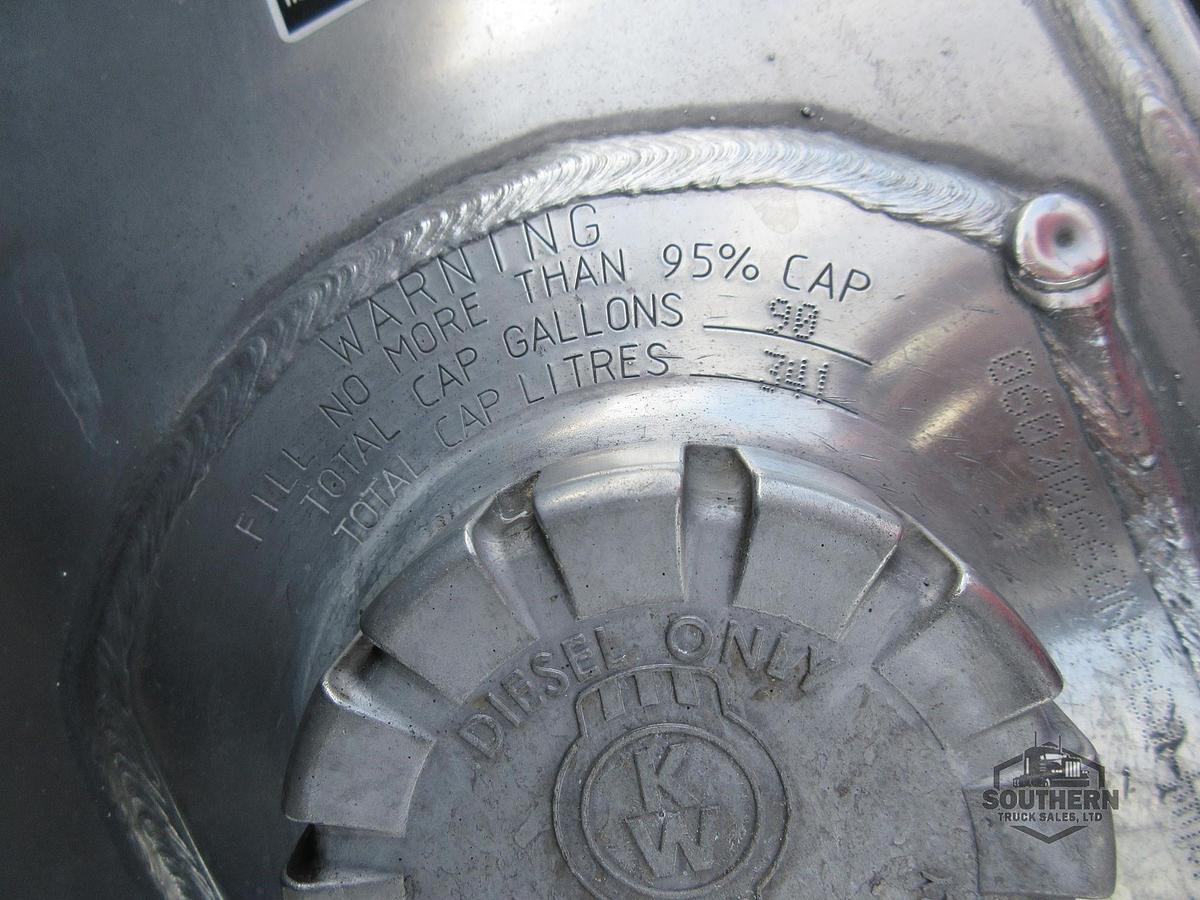 WARNING
FILL NO MORE THAN 95% CAP
TOTAL CAP GALLONS 90
TOTAL CAP LITRES 341
DIESEL ONLY
K
W
SOUTHERN
TRUCK SALES, LTD